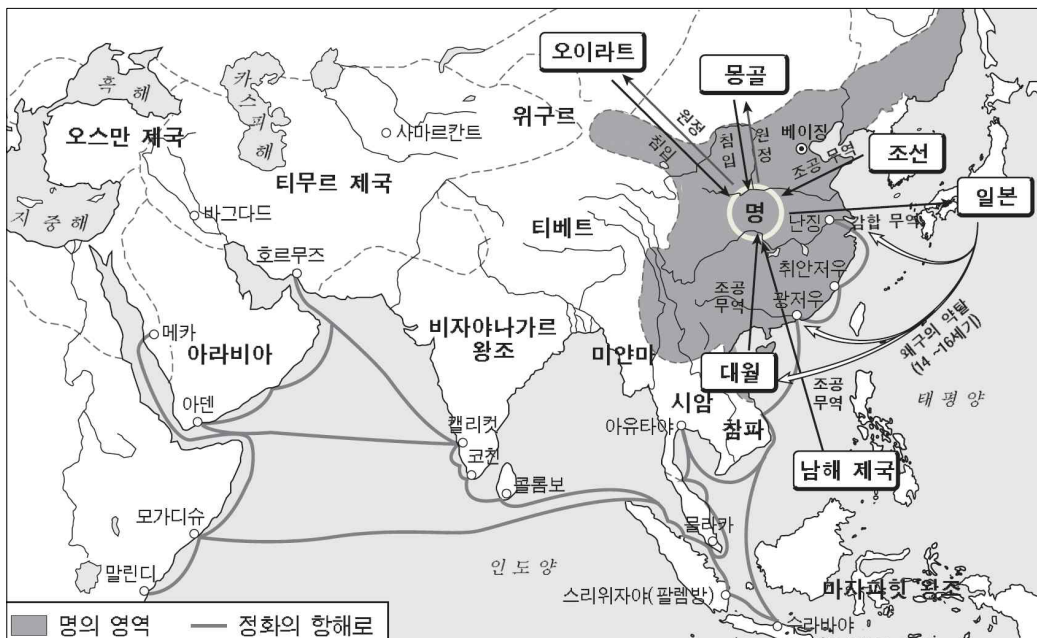 오이라트
몽골
흑 해
카 스 피 해
위구르
원정
침입
침입
원정
베이징
오스만 제국
사마르칸트
조공 무역
조선
티무르 제국
일본
지 중 해
바그다드
명
난징
감합 무역
티베트
호르무즈
취안저우
조공
무역
광저우
메카
비자야나가르
왕조
왜구의 약탈
(14 ~16세기)
아라비아
미얀마
대월
조공
무역
태 평 양
아덴
시암
캘리컷
아유타야
참파
코친
남해 제국
콜롬보
모가디슈
물라카
말린디
인 도 양
스리위자야(팔렘방)
마자파힛 왕조
수라바야
명의 영역
정화의 항해로